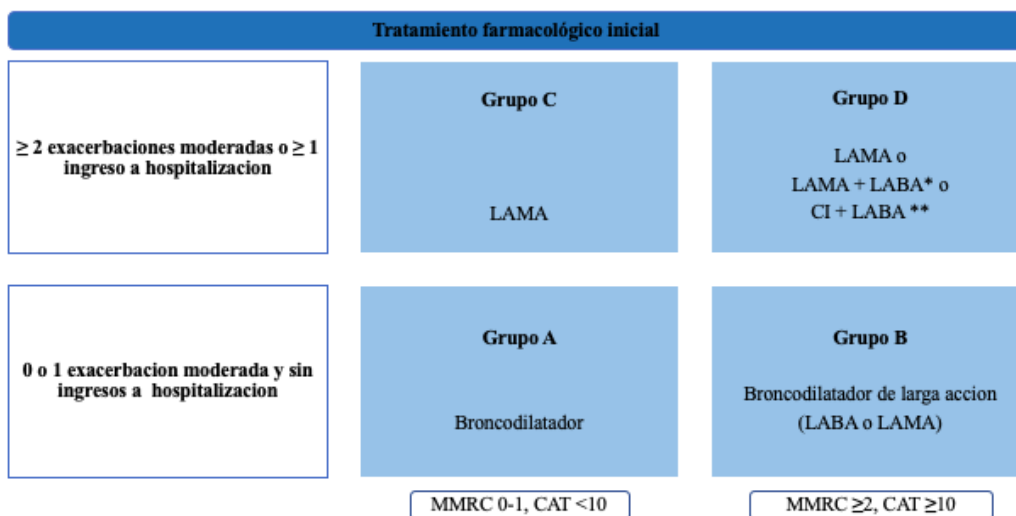 Tratamiento farmacológico inicial
≥ 2 exacerbaciones moderadas o ≥ 1
ingreso a hospitalizacion
Grupo C
LAMA
Grupo D
LAMA o
LAMA + LABA* o
CI + LABA **
0 o 1 exacerbacion moderada y sin
ingresos a hospitalizacion
Grupo A
Broncodilatador
Grupo B
Broncodilatador de larga accion
(LABA o LAMA)
MMRC 0-1, CAT <10
MMRC ≥2, CAT ≥10